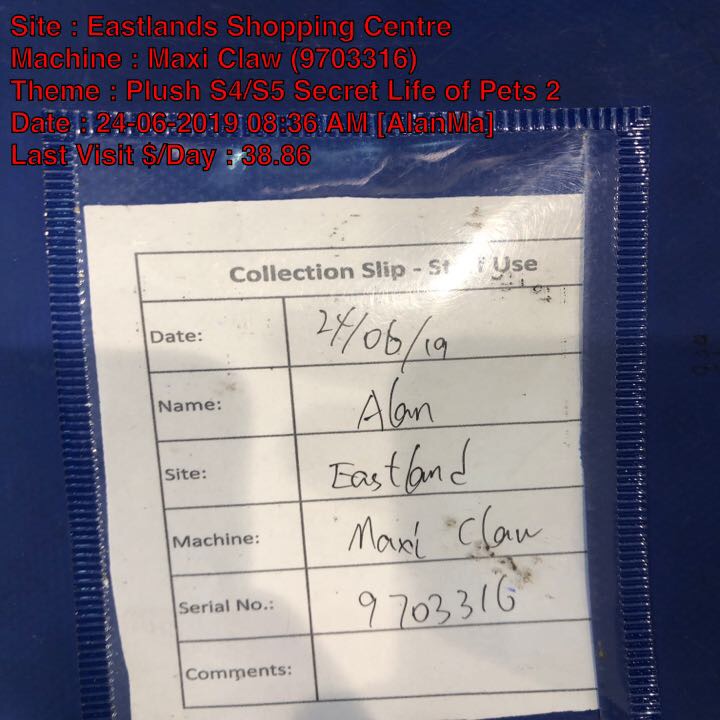 Site : Eastlands Shopping Centre
Machine : Maxi Claw (9703316)
Theme : Plush S4/S5 Secret Life of Pets 2
Date : 24-06-2019 08:36 AM [AlanMa]
Last Visit $/Day : 38.86
Collection Slip - Use
Date: 24/06/19
Name: Alan
Site: Eastland
Machine: Maxi Claw
Serial No.: 9703316
Comments: